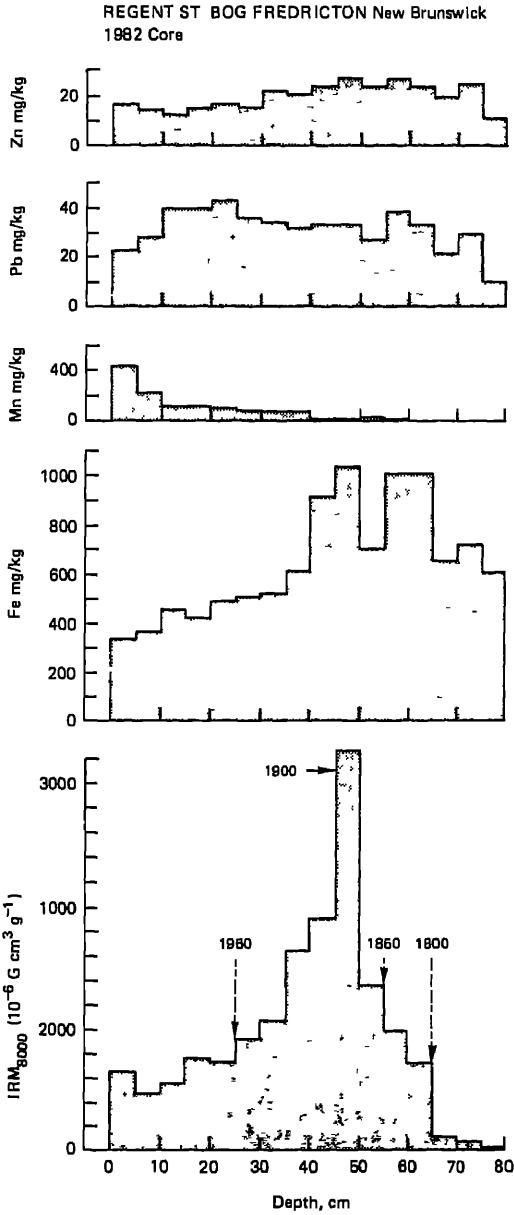 REGENT ST BOG FREDRICTON New Brunswick
1982 Core
Zn mg/kg
20
0
Pb mg/kg
40
20
0
Mn mg/kg
400
0
Fe mg/kg
1000
800
600
400
200
0
IRM8000 (10⁻⁶ G cm³ g⁻¹)
3000
1000
2000
0
1900
1960
1860
1800
0 10 20 30 40 50 60 70 80
Depth, cm